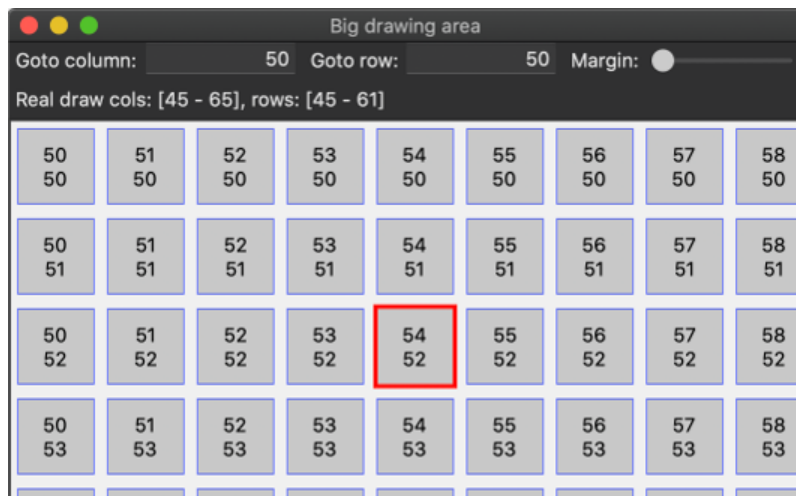 Big drawing area
Goto column: 50 Goto row: 50 Margin:
Real draw cols: [45 - 65], rows: [45 - 61]
50 51 52 53 54 55 56 57 58
50 50 50 50 50 50 50 50 50
50 51 52 53 54 55 56 57 58
51 51 51 51 51 51 51 51 51
50 51 52 53 54 55 56 57 58
52 52 52 52 52 52 52 52 52
50 51 52 53 54 55 56 57 58
53 53 53 53 53 53 53 53 53